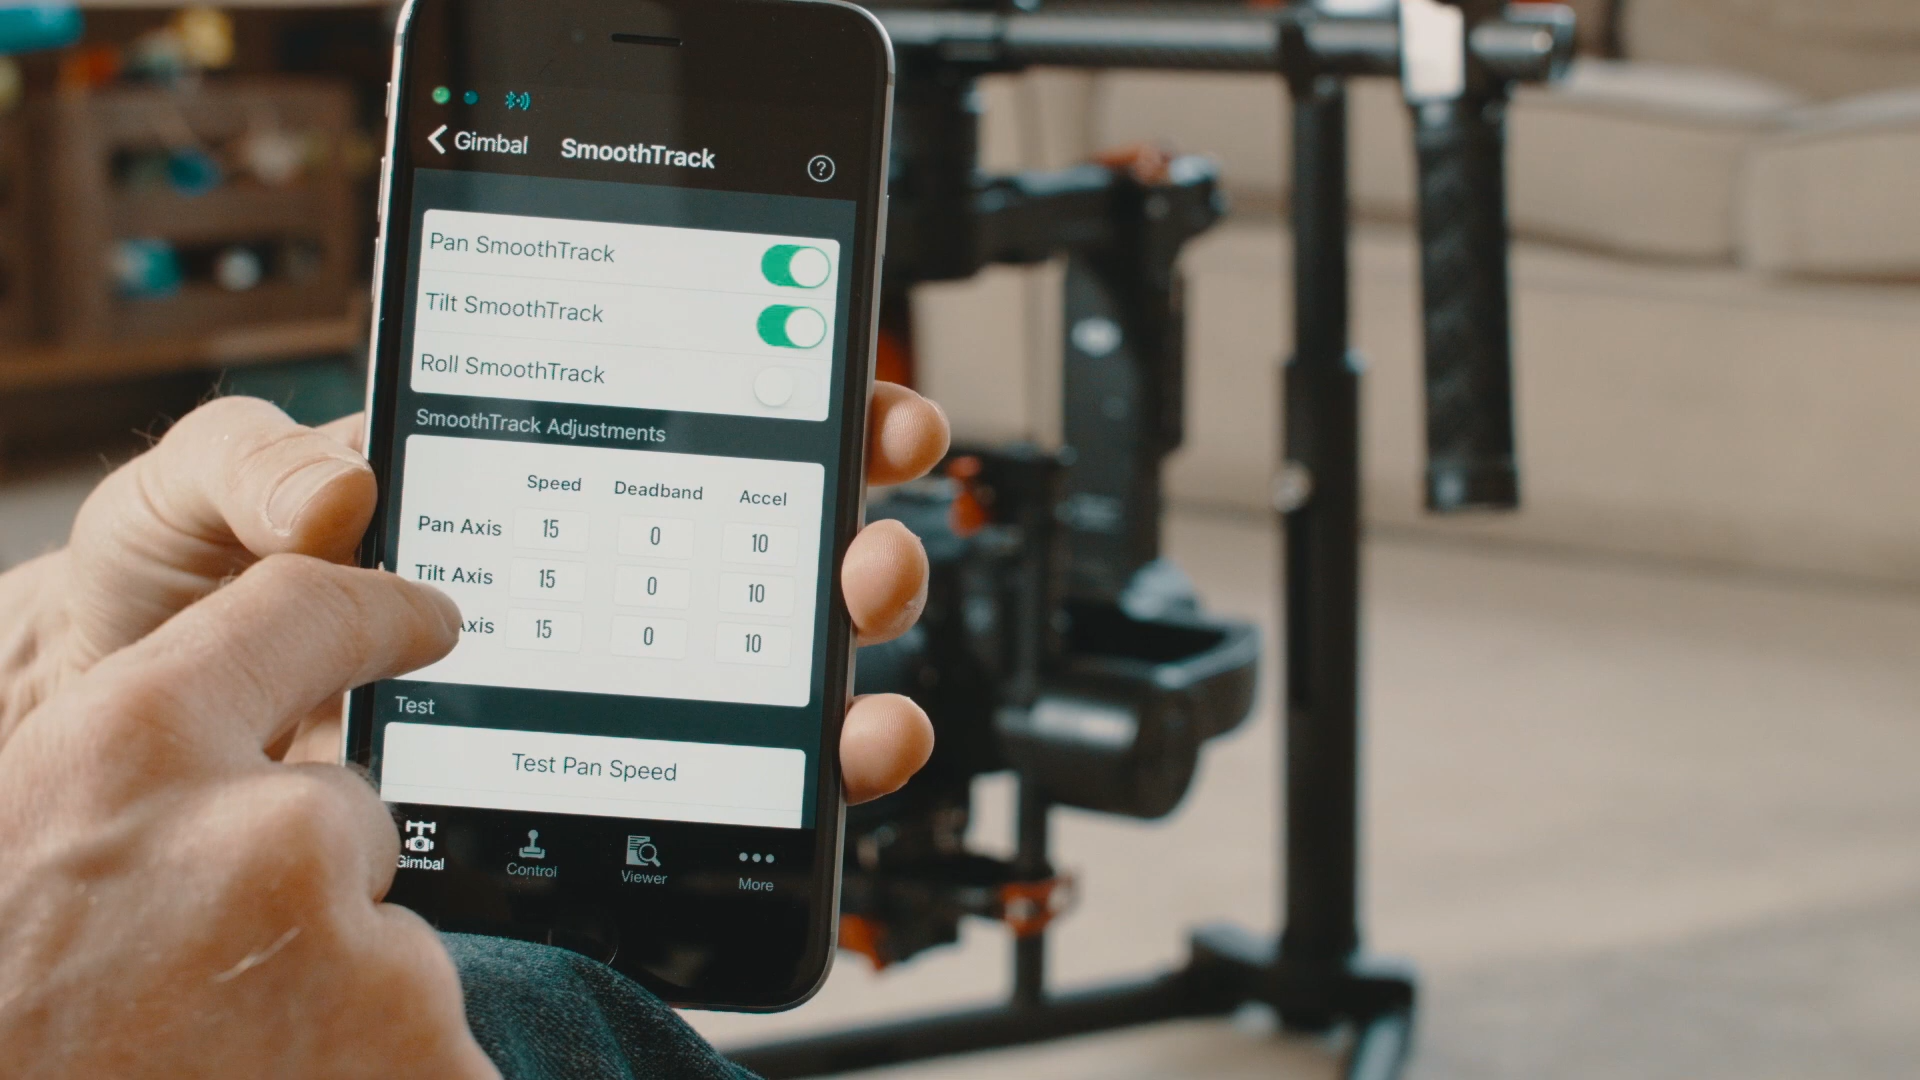 Gimbal SmoothTrack ?
Pan SmoothTrack
Tilt SmoothTrack
Roll SmoothTrack
SmoothTrack Adjustments
Speed Deadband Accel
Pan Axis 15 0 10
Tilt Axis 15 0 10
Axis 15 0 10
Test
Test Pan Speed
Gimbal Control Viewer More